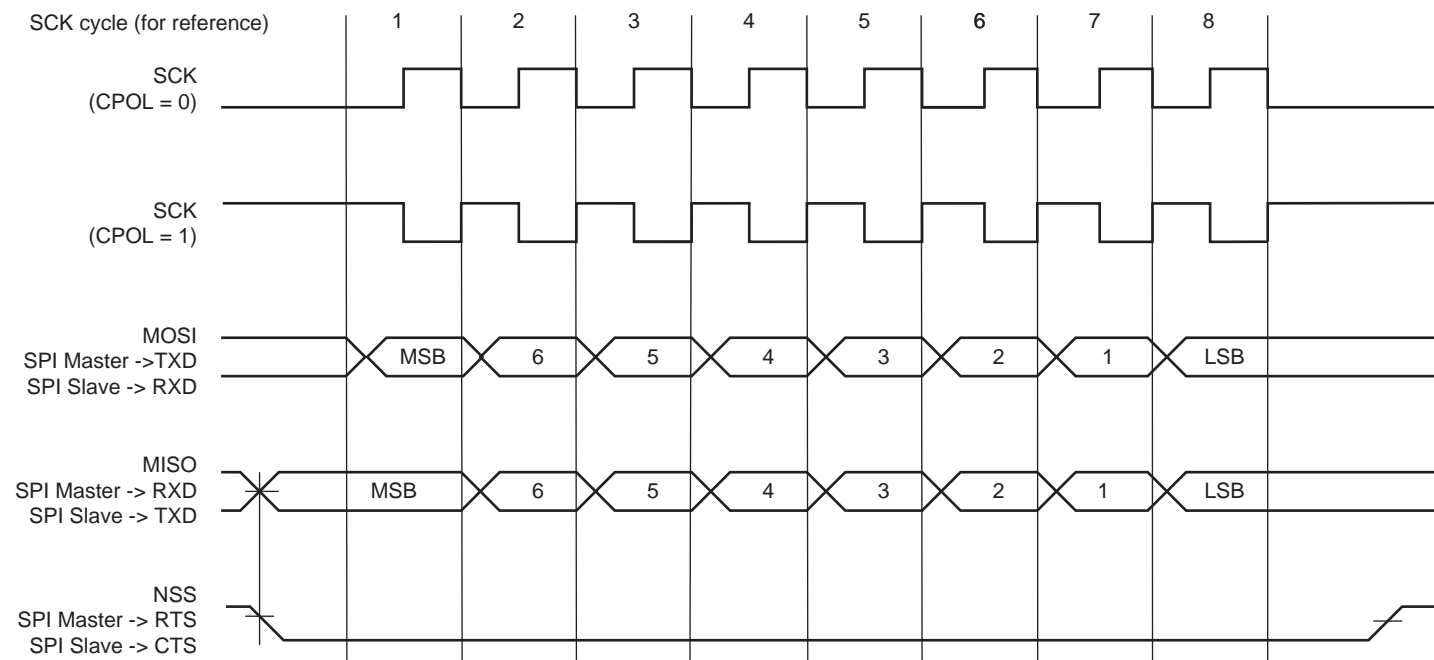 SCK cycle (for reference) 1 2 3 4 5 6 7 8
SCK
(CPOL = 0)
SCK
(CPOL = 1)
MOSI
SPI Master ->TXD
SPI Slave -> RXD
MSB 6 5 4 3 2 1 LSB
MISO
SPI Master -> RXD
SPI Slave -> TXD
MSB 6 5 4 3 2 1 LSB
NSS
SPI Master -> RTS
SPI Slave -> CTS